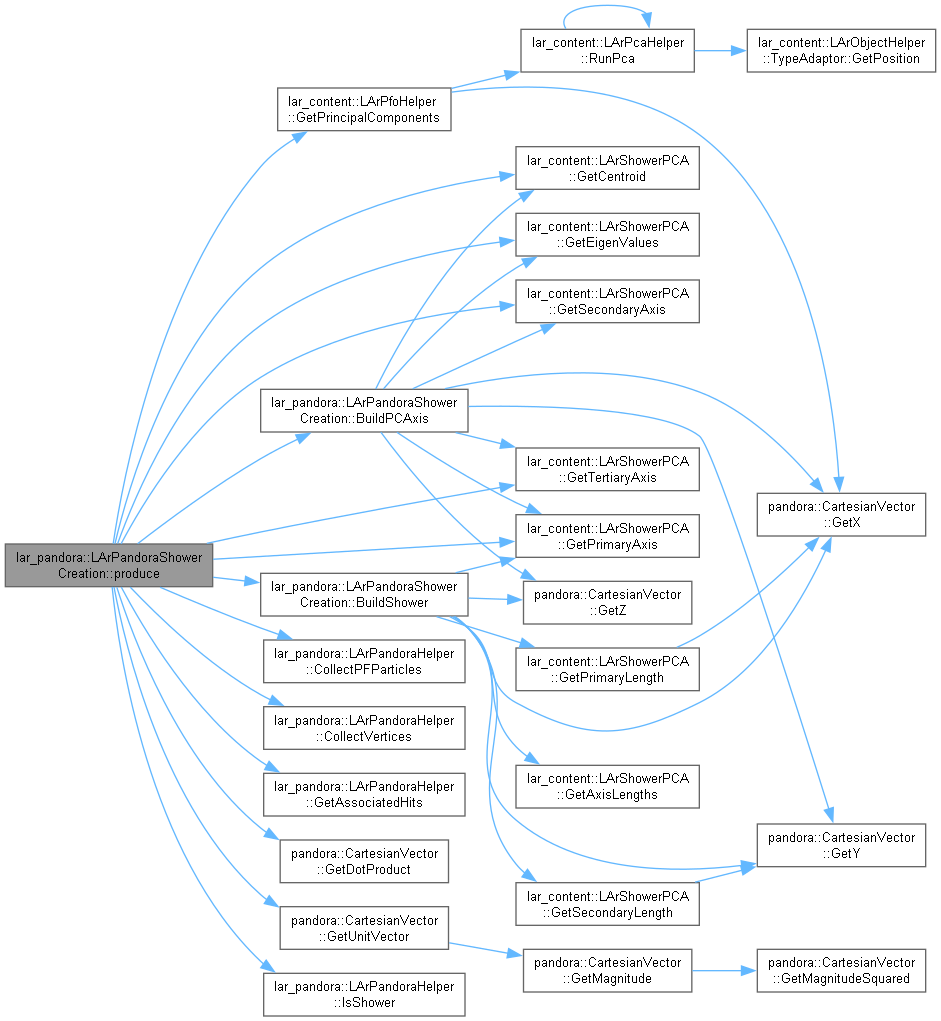 lar_content::LArPcaHelper
::RunPca
lar_content::LArObjectHelper
::TypeAdaptor::GetPosition
lar_content::LArPfoHelper
::GetPrincipalComponents
lar_content::LArShowerPCA
::GetCentroid
lar_content::LArShowerPCA
::GetEigenValues
lar_content::LArShowerPCA
::GetSecondaryAxis
lar_pandora::LArPandoraShower
Creation::BuildPCAxis
lar_content::LArShowerPCA
::GetTertiaryAxis
pandora::CartesianVector
::GetX
lar_content::LArShowerPCA
::GetPrimaryAxis
lar_pandora::LArPandoraShower
Creation::produce
lar_pandora::LArPandoraShower
Creation::BuildShower
pandora::CartesianVector
::GetZ
lar_pandora::LArPandoraHelper
::CollectPFParticles
lar_content::LArShowerPCA
::GetPrimaryLength
lar_pandora::LArPandoraHelper
::CollectVertices
lar_pandora::LArPandoraHelper
::GetAssociatedHits
lar_content::LArShowerPCA
::GetAxisLengths
pandora::CartesianVector
::GetDotProduct
pandora::CartesianVector
::GetY
lar_content::LArShowerPCA
::GetSecondaryLength
pandora::CartesianVector
::GetUnitVector
pandora::CartesianVector
::GetMagnitude
pandora::CartesianVector
::GetMagnitudeSquared
lar_pandora::LArPandoraHelper
::IsShower